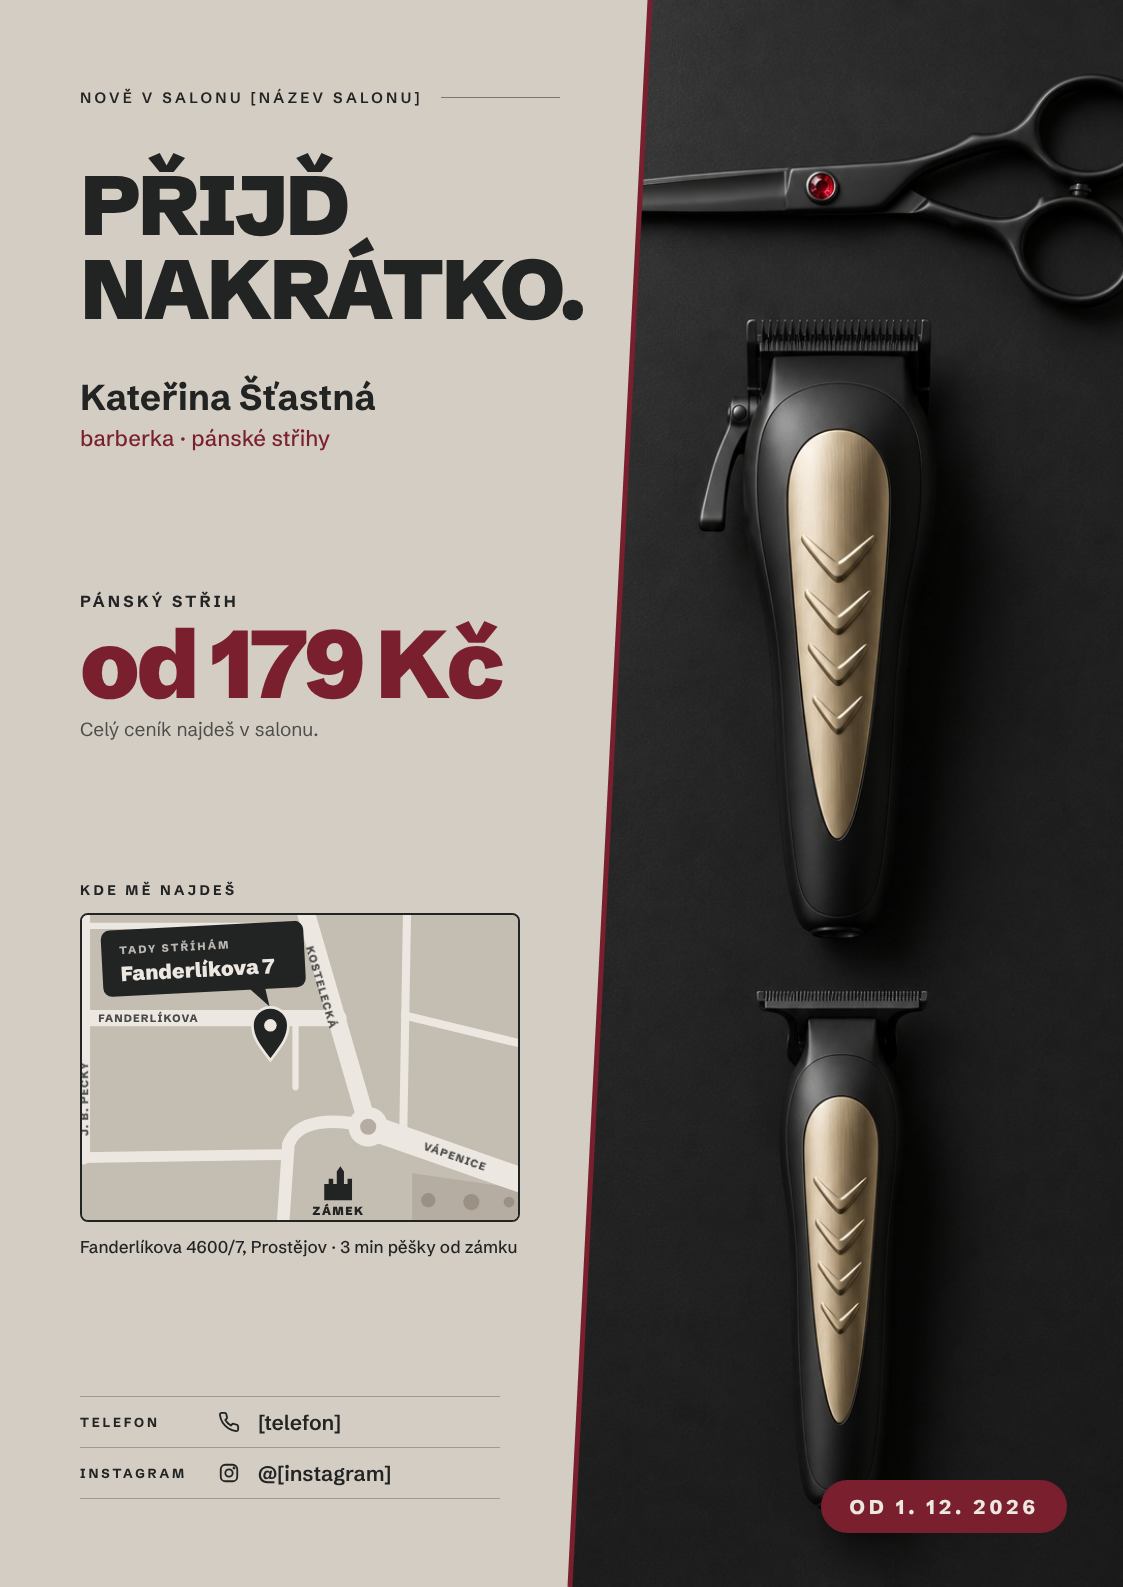 NOVĚ V SALONU [NÁZEV SALONU]
PŘIJĎ
NAKRÁTKO.
Kateřina Šťastná
barberka · pánské střihy
PÁNSKÝ STŘIH
od 179 Kč
Celý ceník najdeš v salonu.
KDE MĚ NAJDEŠ
TADY STŘÍHÁM
Fanderlíkova 7
KOSTELECKÁ
FANDERLÍKOVA
J. B. PECKY
VÁPENICE
ZÁMEK
Fanderlíkova 4600/7, Prostějov · 3 min pěšky od zámku
TELEFON [telefon]
INSTAGRAM @[instagram]
OD 1. 12. 2026